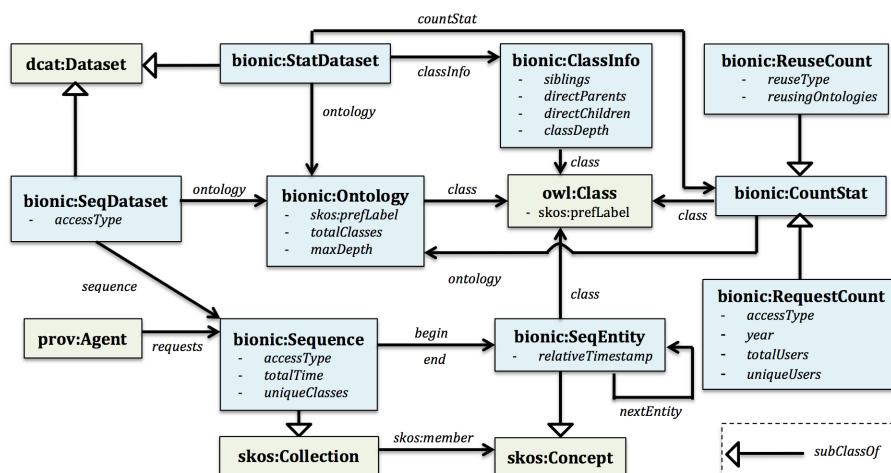 countStat
dcat:Dataset
bionic:StatDataset
classInfo
bionic:ClassInfo
- siblings
- directParents
- directChildren
- classDepth
bionic:ReuseCount
- reuseType
- reusingOntologies
ontology
class
bionic:SeqDataset
- accessType
ontology
bionic:Ontology
- skos:prefLabel
- totalClasses
- maxDepth
class
owl:Class
- skos:prefLabel
class
bionic:CountStat
ontology
sequence
class
bionic:RequestCount
- accessType
- year
- totalUsers
- uniqueUsers
prov:Agent
requests
bionic:Sequence
- accessType
- totalTime
- uniqueClasses
begin
end
bionic:SeqEntity
- relativeTimestamp
nextEntity
skos:Collection
skos:member
skos:Concept
subClassOf